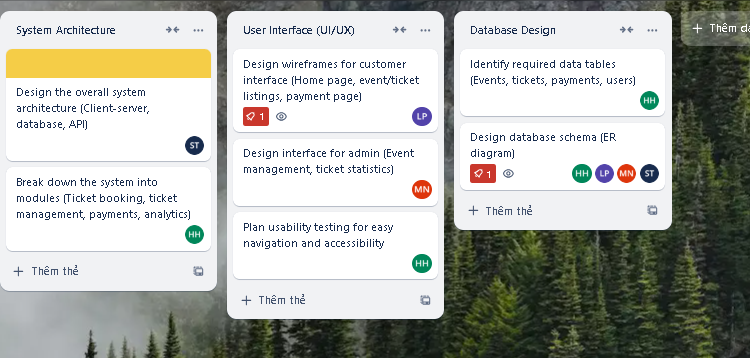 System Architecture
Design the overall system
architecture (Client-server,
database, API)
ST
Break down the system into
modules (Ticket booking, ticket
management, payments, analytics)
HH
Thêm thẻ
User Interface (UI/UX)
Design wireframes for customer
interface (Home page, event/ticket
listings, payment page)
1
LP
Design interface for admin (Event
management, ticket statistics)
MN
Plan usability testing for easy
navigation and accessibility
HH
Thêm thẻ
Database Design
Identify required data tables
(Events, tickets, payments, users)
HH
Design database schema (ER
diagram)
1
HH LP MN ST
Thêm thẻ
Thêm